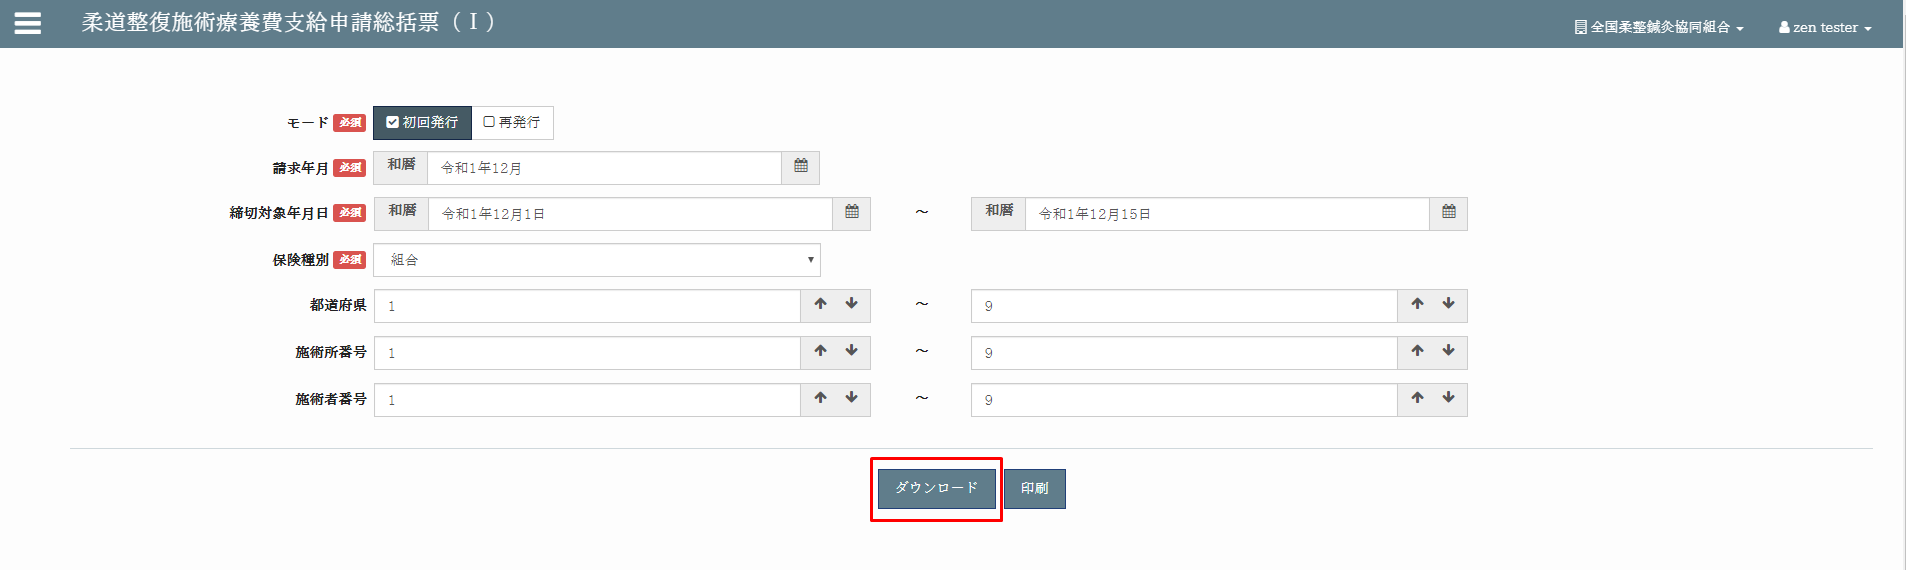 柔道整復施術療養費支給申請総括票（Ⅰ）
全国柔整鍼灸協同組合
zen tester
モード 必須 初回発行 再発行
請求年月 必須 和暦 令和1年12月
締切対象年月日 必須 和暦 令和1年12月1日 ～ 和暦 令和1年12月15日
保険種別 必須 組合
都道府県 1 ～ 9
施術所番号 1 ～ 9
施術者番号 1 ～ 9
ダウンロード 印刷